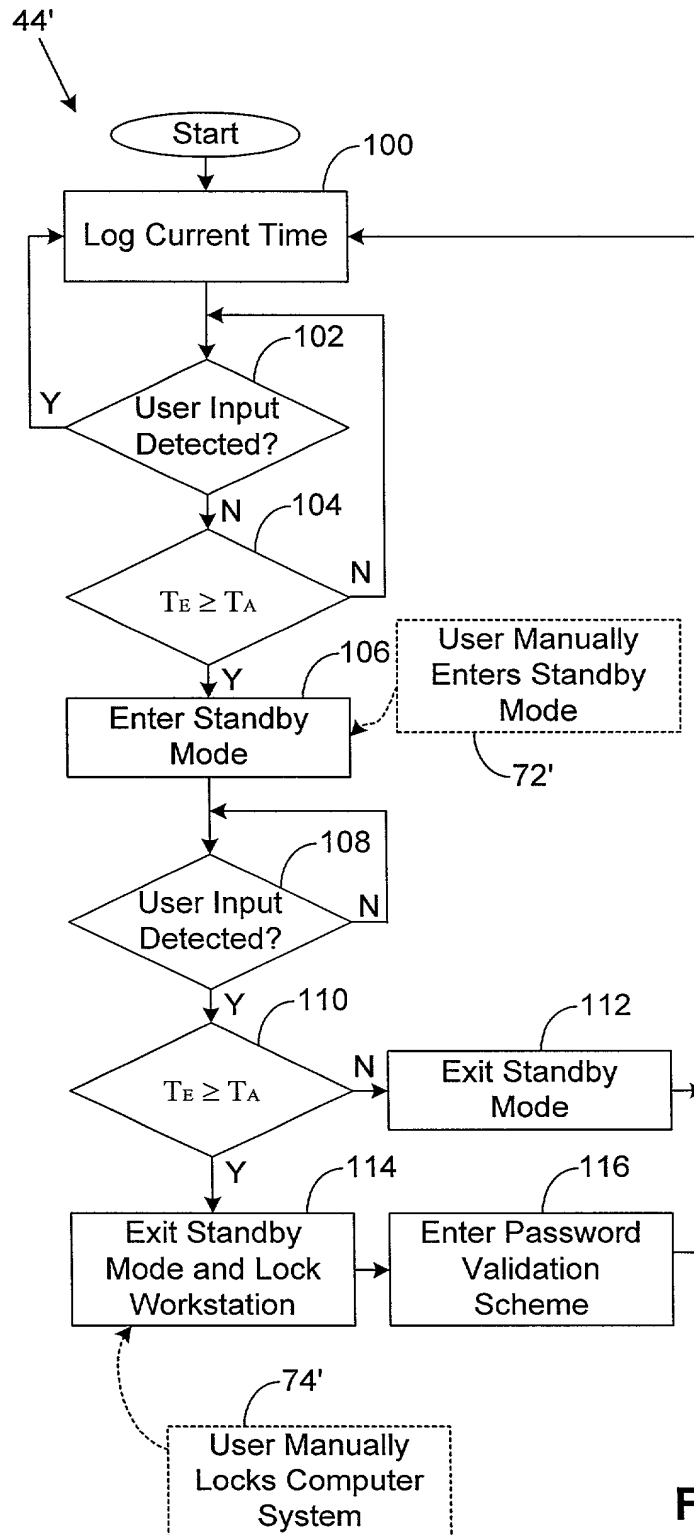 44'
Start
100
Log Current Time
102
Y
User Input
Detected?
N
104
TE ≥ TA
N
Y
106
User Manually
Enters Standby
Mode
Enter Standby
Mode
72'
108
User Input
Detected?
N
Y
110
112
TE ≥ TA
N
Exit Standby
Mode
Y
114
116
Exit Standby
Mode and Lock
Workstation
Enter Password
Validation
Scheme
74'
User Manually
Locks Computer
System
F